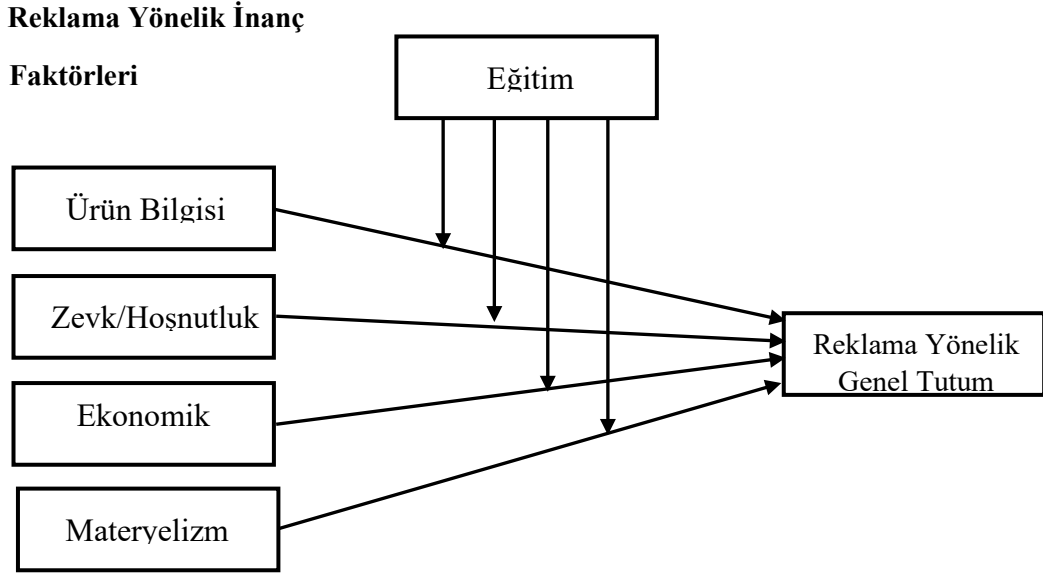 Reklama Yönelik İnanç
Faktörleri
Eğitim
Ürün Bilgisi
Zevk/Hoşnutluk
Ekonomik
Materyelizm
Reklama Yönelik
Genel Tutum